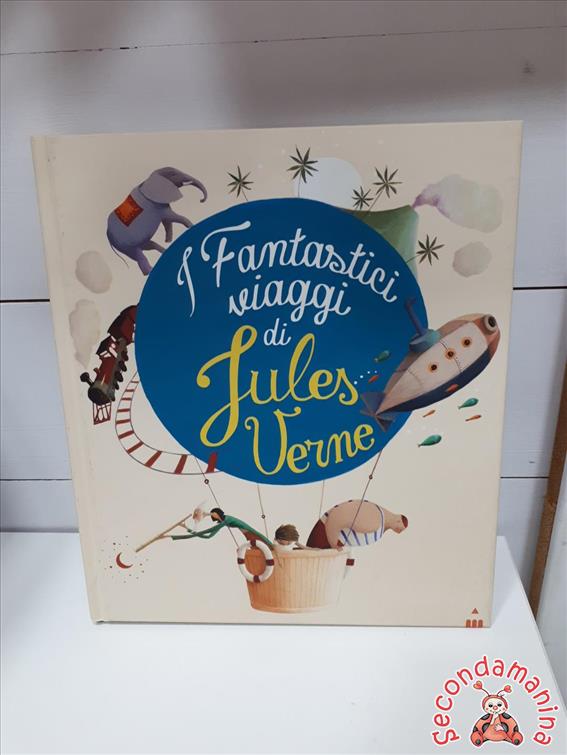 I Fantastici
viaggi
di
Jules
Verne
Secondamanina